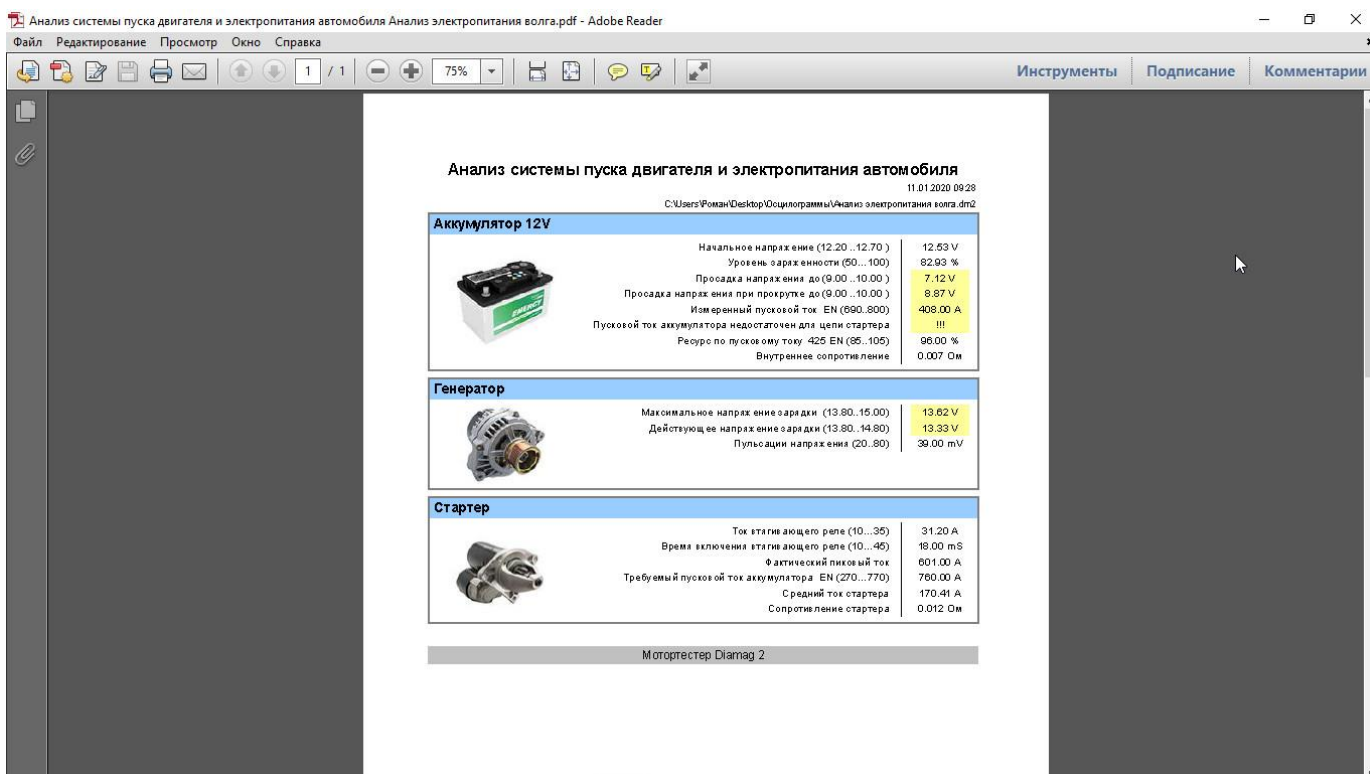 Анализ системы пуска двигателя и электропитания автомобиля Анализ электропитания волга.pdf - Adobe Reader
Файл Редактирование Просмотр Окно Справка
1 / 1 75% Инструменты Подписание Комментарии
Анализ системы пуска двигателя и электропитания автомобиля
11.01.2020 09:28
C:\Users\Роман\Desktop\Осцилограммы\Анализ электропитания волга.dm2
Аккумулятор 12V
Начальное напряжение (12.20 ..12.70 ) 12.53 V
Уровень заряженности (50...100) 82.93 %
Просадка напряжения до (9.00 ..10.00 ) 7.12 V
Просадка напряжения при прокрутке до (9.00 ..10.00 ) 8.87 V
Измеренный пусковой ток EN (690..800) 408.00 A
Пусковой ток аккумулятора недостаточен для цепи стартера !!!
Ресурс по пусковому току 425 EN (85..105) 96.00 %
Внутреннее сопротивление 0.007 Ом
ENERGY
Генератор
Максимальное напряжение зарядки (13.80..15.00) 13.62 V
Действующее напряжение зарядки (13.80..14.80) 13.33 V
Пульсации напряжения (20..80) 39.00 mV
Стартер
Ток втягивающего реле (10...35) 31.20 A
Время включения втягивающего реле (10...45) 18.00 mS
Фактический пиковый ток 601.00 A
Требуемый пусковой ток аккумулятора EN (270...770) 760.00 A
Средний ток стартера 170.41 A
Сопротивление стартера 0.012 Ом
Мотортестер Diamag 2